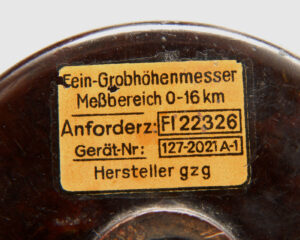 Fein-Grobhöhenmesser
Meßbereich 0-16 km
Anforderz: Fl 22326
Gerät-Nr: 127-2021 A-1
Hersteller gzg